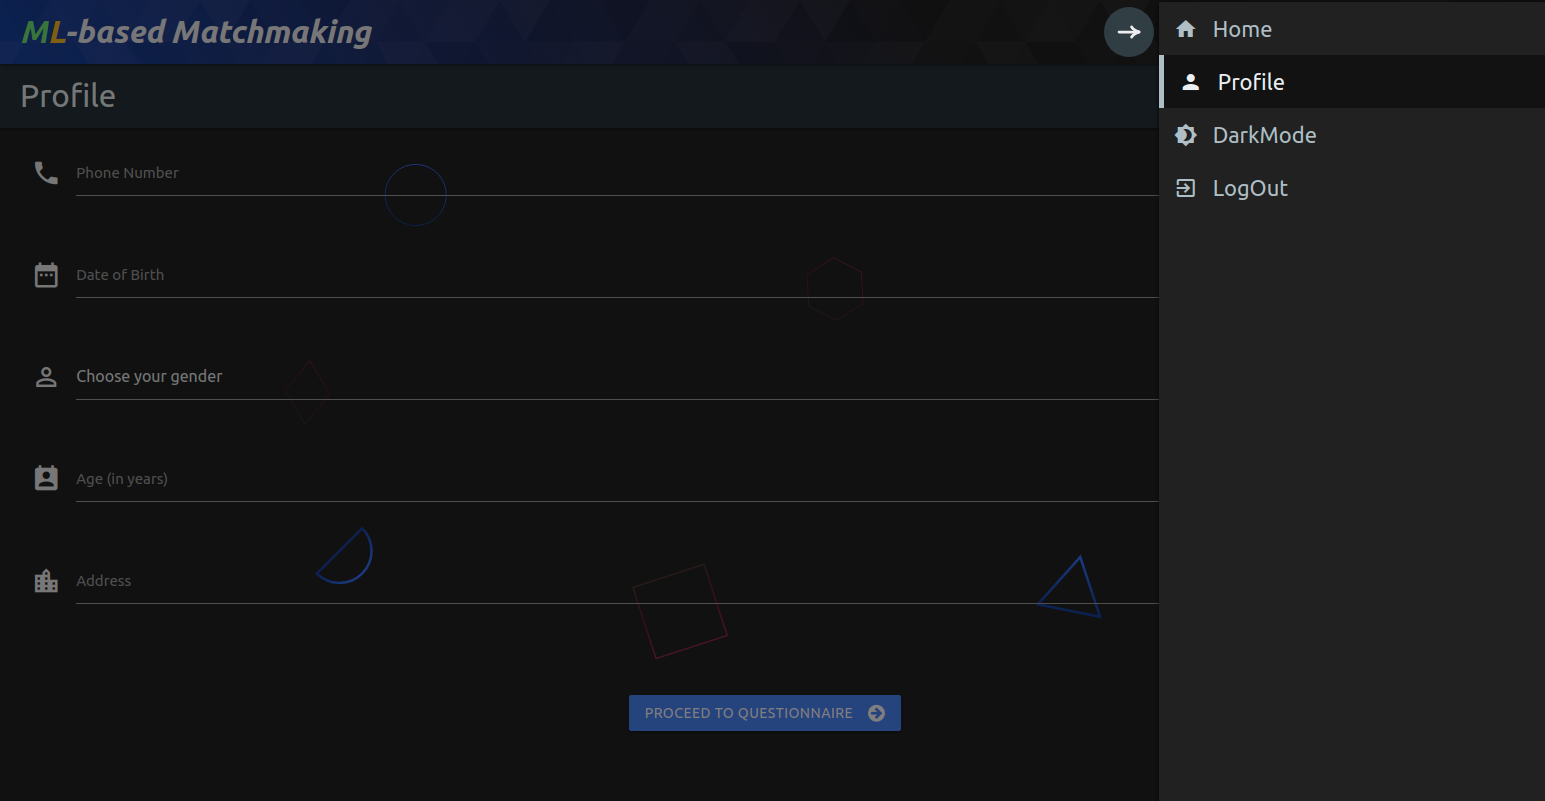 ML-based Matchmaking
Profile
Phone Number
Date of Birth
Choose your gender
Age (in years)
Address
PROCEED TO QUESTIONNAIRE
Home
Profile
DarkMode
LogOut